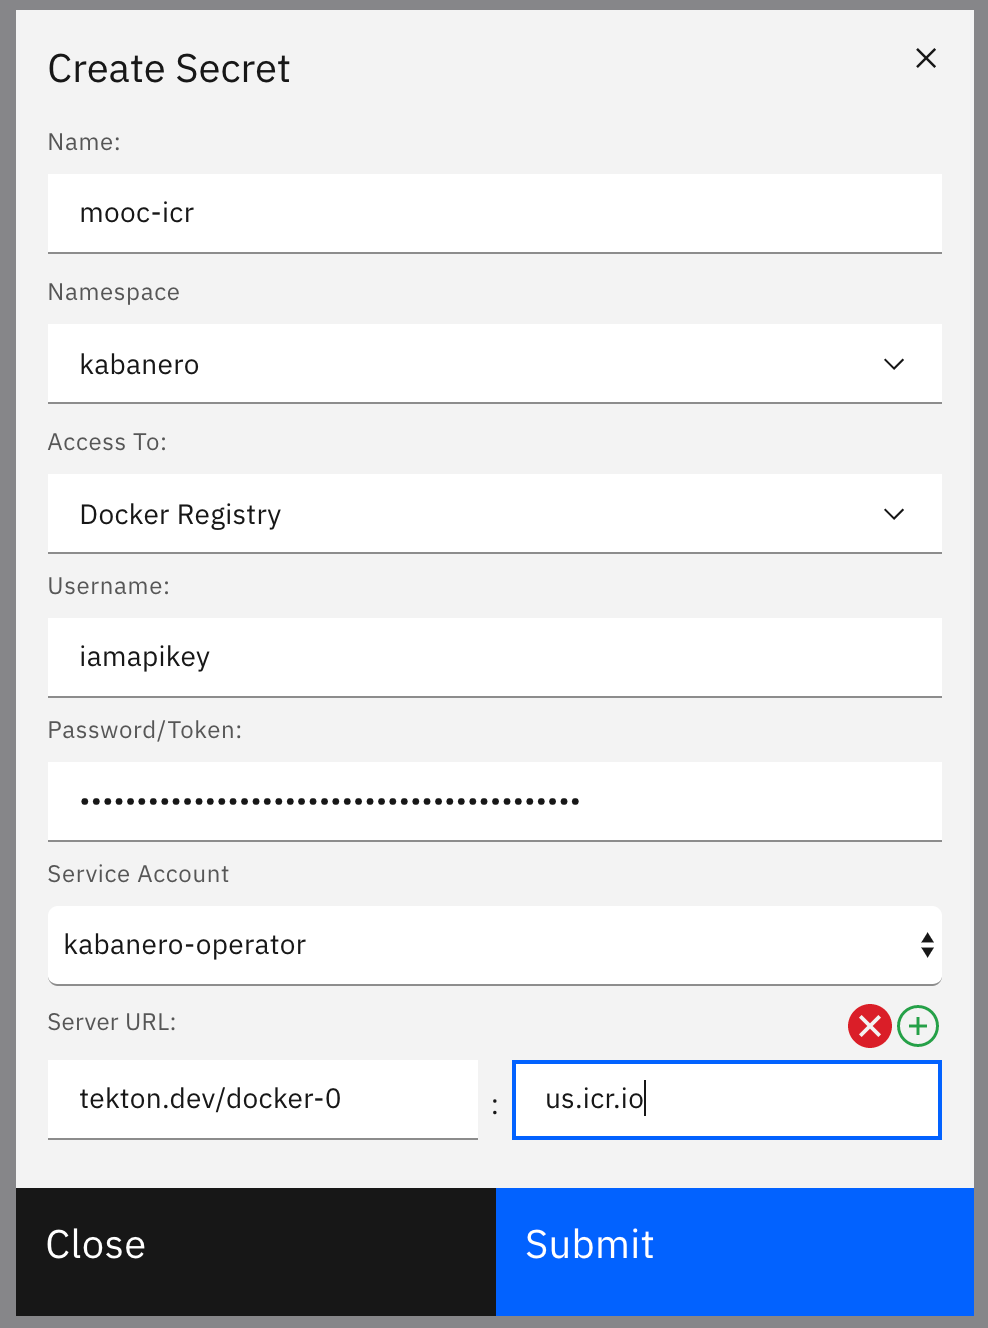 Create Secret
Name:
mooc-icr
Namespace
kabanero
Access To:
Docker Registry
Username:
iamapikey
Password/Token:
••••••••••••••••••••••••••••••••••••••••••••
Service Account
kabanero-operator
Server URL:
tekton.dev/docker-0 : us.icr.io
Close Submit